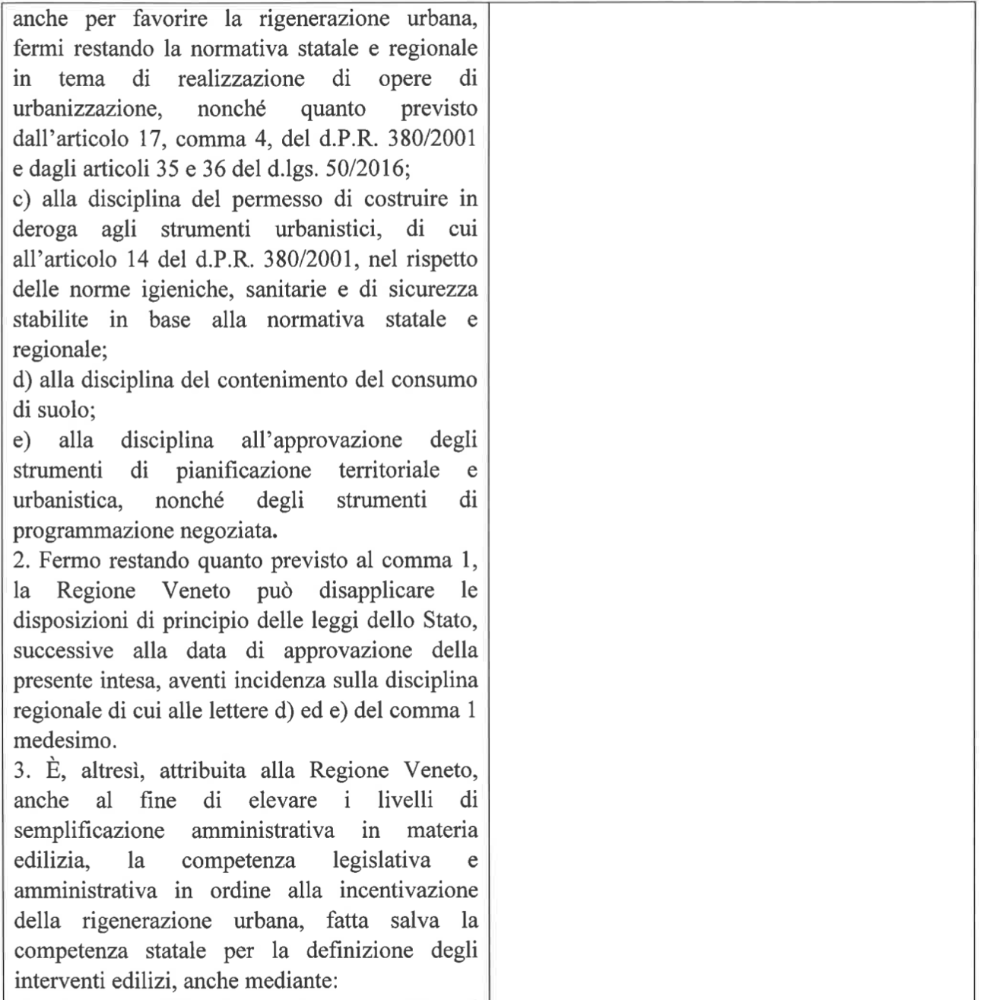 anche per favorire la rigenerazione urbana,
fermi restando la normativa statale e regionale
in tema di realizzazione di opere di
urbanizzazione, nonché quanto previsto
dall'articolo 17, comma 4, del d.P.R. 380/2001
e dagli articoli 35 e 36 del d.lgs. 50/2016;
c) alla disciplina del permesso di costruire in
deroga agli strumenti urbanistici, di cui
all'articolo 14 del d.P.R. 380/2001, nel rispetto
delle norme igieniche, sanitarie e di sicurezza
stabilite in base alla normativa statale e
regionale;
d) alla disciplina del contenimento del consumo
di suolo;
e) alla disciplina all'approvazione degli
strumenti di pianificazione territoriale e
urbanistica, nonché degli strumenti di
programmazione negoziata.
2. Fermo restando quanto previsto al comma 1,
la Regione Veneto può disapplicare le
disposizioni di principio delle leggi dello Stato,
successive alla data di approvazione della
presente intesa, aventi incidenza sulla disciplina
regionale di cui alle lettere d) ed e) del comma 1
medesimo.
3. È, altresì, attribuita alla Regione Veneto,
anche al fine di elevare i livelli di
semplificazione amministrativa in materia
edilizia, la competenza legislativa e
amministrativa in ordine alla incentivazione
della rigenerazione urbana, fatta salva la
competenza statale per la definizione degli
interventi edilizi, anche mediante: